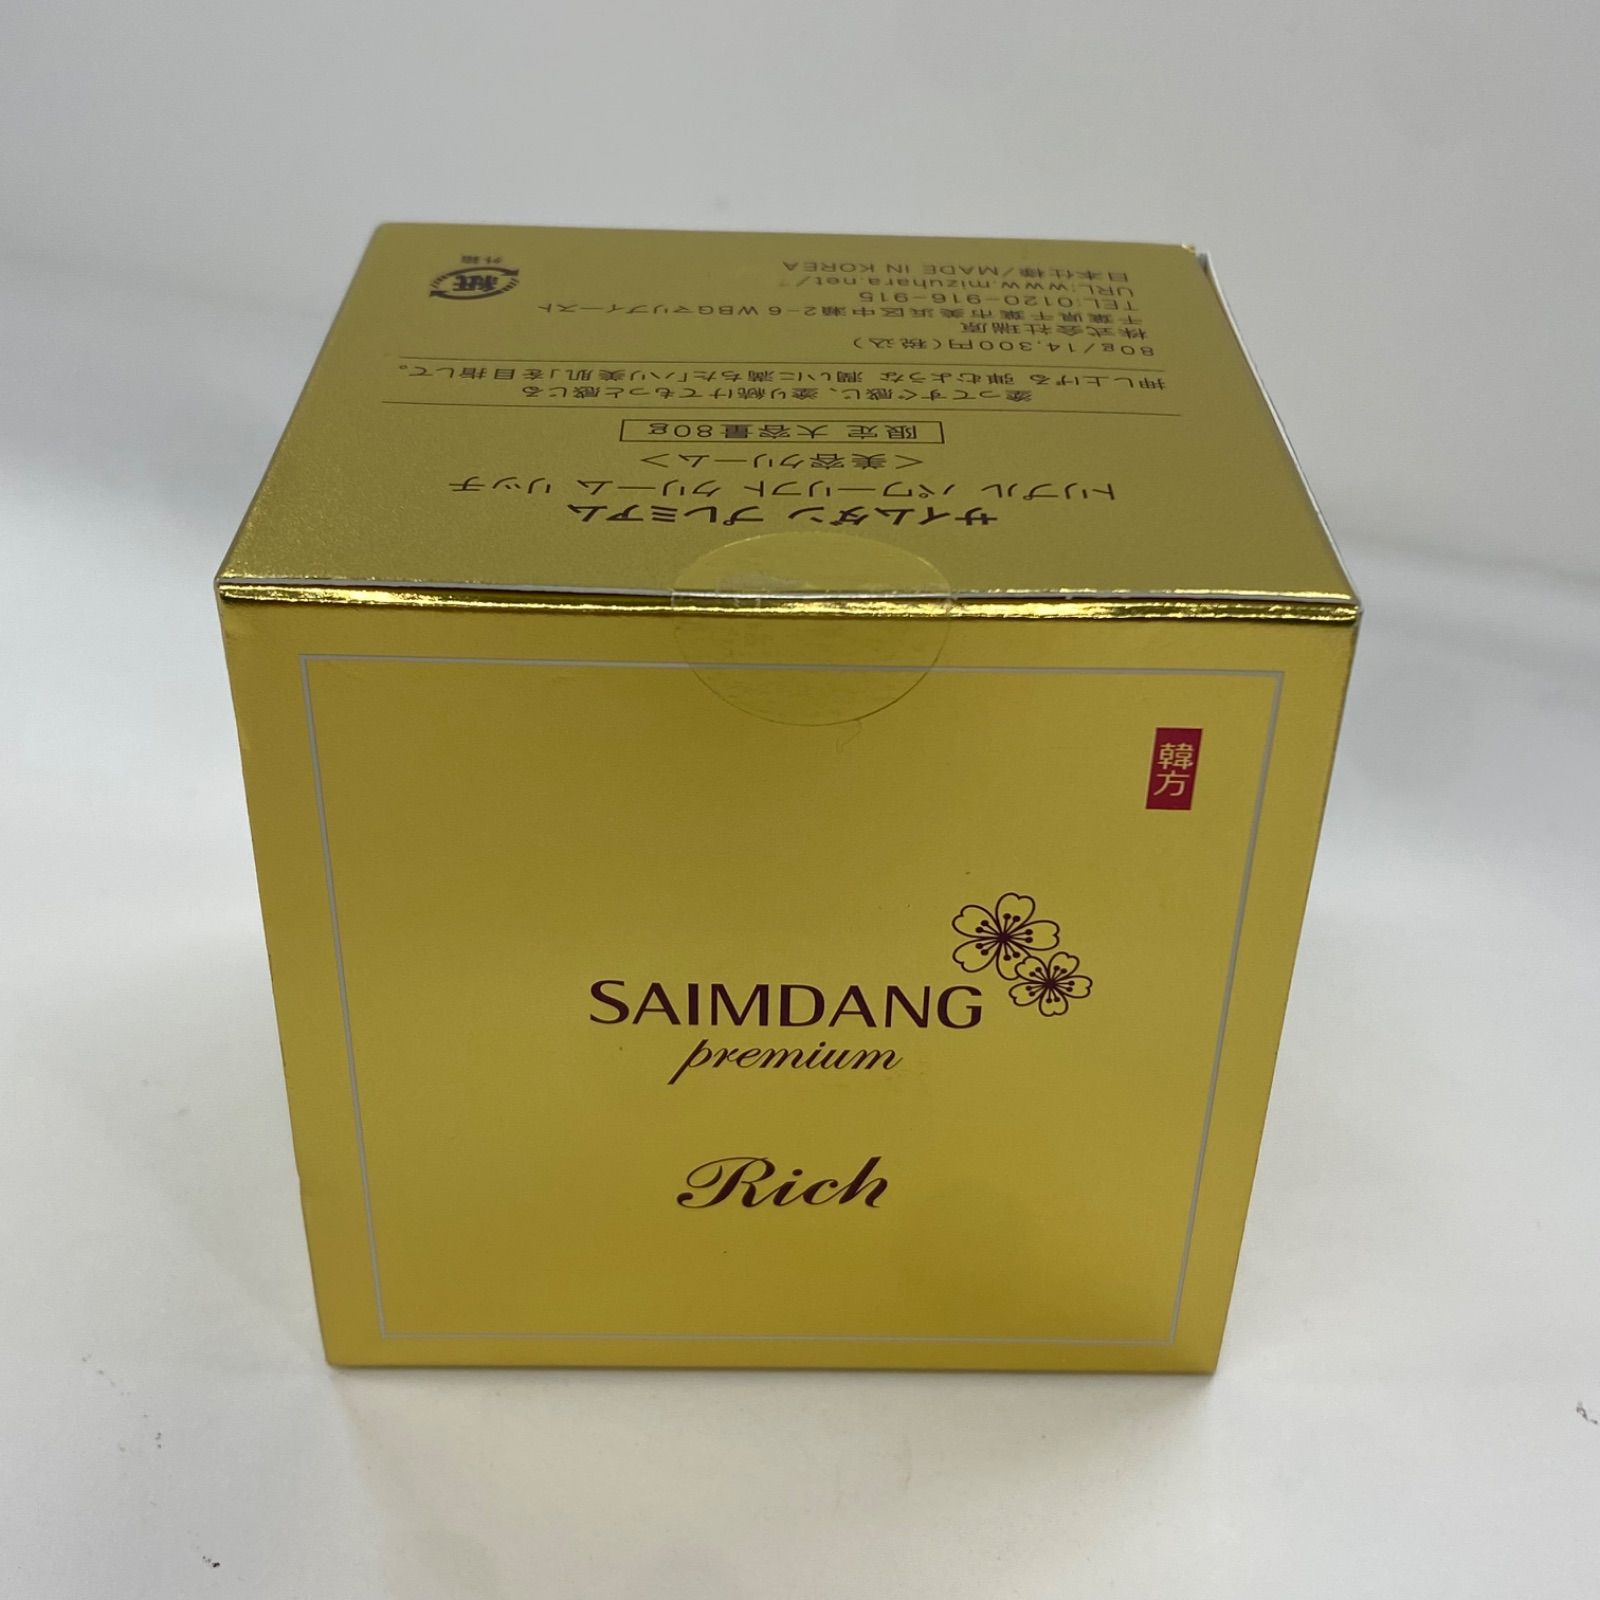 サイムダン プレミアム
トリプル パワーリフト クリーム リッチ
<美容クリーム>
限定 大容量80g
塗ってすぐ感じ、塗り続けてもっと感じる
押し上げる 弾むような 潤いに満ちた「ハリ美肌」を目指して。
80g/14,300円(税込)
株式会社瑞原
千葉県千葉市美浜区中瀬2-6 WBGマリブイースト
TEL:0120-916-915
URL:www.mizuhara.net/
日本仕様/MADE IN KOREA
紙
外箱
韓方
SAIMDANG
premium
Rich